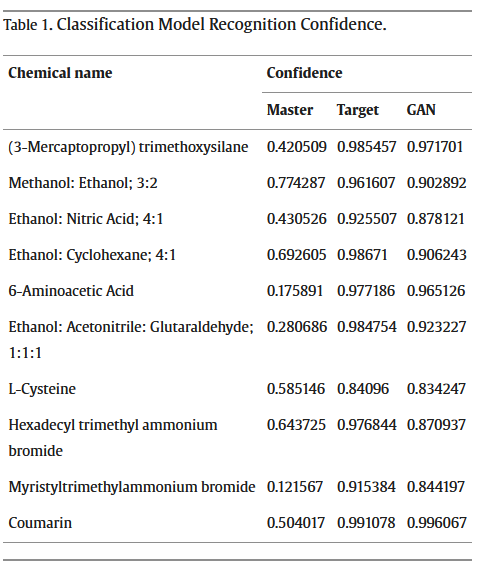 Table 1. Classification Model Recognition Confidence.
Chemical name Confidence
Master Target GAN
(3-Mercaptopropyl) trimethoxysilane 0.420509 0.985457 0.971701
Methanol: Ethanol; 3:2 0.774287 0.961607 0.902892
Ethanol: Nitric Acid; 4:1 0.430526 0.925507 0.878121
Ethanol: Cyclohexane; 4:1 0.692605 0.98671 0.906243
6-Aminoacetic Acid 0.175891 0.977186 0.965126
Ethanol: Acetonitrile: Glutaraldehyde; 0.280686 0.984754 0.923227
1:1:1
L-Cysteine 0.585146 0.84096 0.834247
Hexadecyl trimethyl ammonium 0.643725 0.976844 0.870937
bromide
Myristyltrimethylammonium bromide 0.121567 0.915384 0.844197
Coumarin 0.504017 0.991078 0.996067